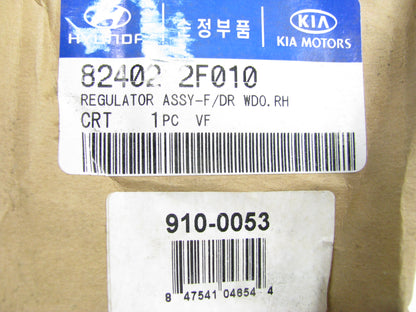 HYUNDAI 순정부품 KIA
KIA MOTORS
82402 2F010
REGULATOR ASSY-F/DR WDO.RH
CRT 1PC VF
910-0053
8 47541 04654 4